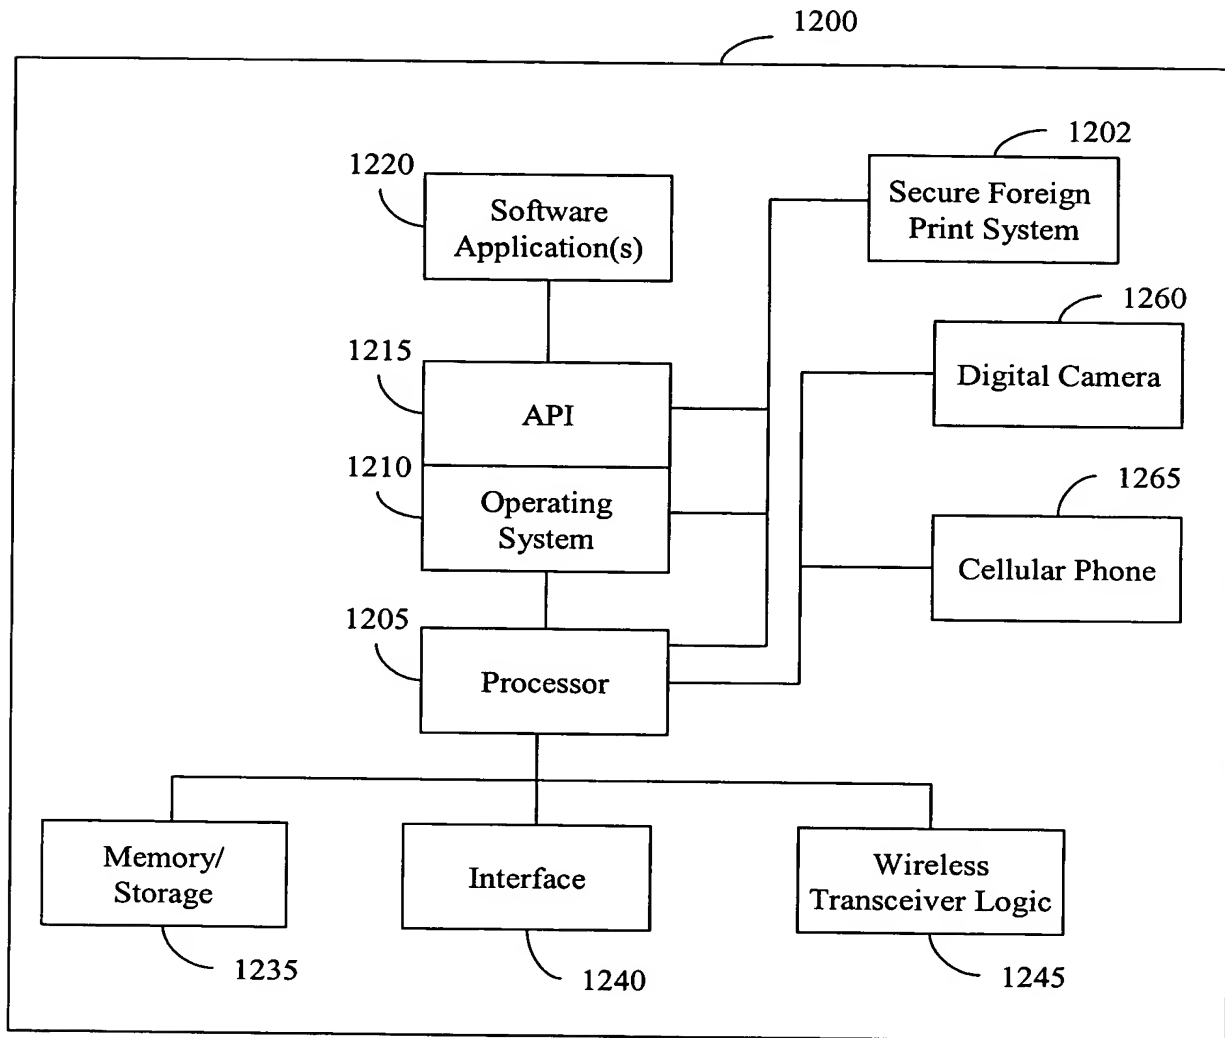 1200
1202
1220
Software
Application(s)
Secure Foreign
Print System
1260
1215
API
Digital Camera
1210
Operating
System
1265
Cellular Phone
1205
Processor
Memory/
Storage
Interface
Wireless
Transceiver Logic
1235
1240
1245